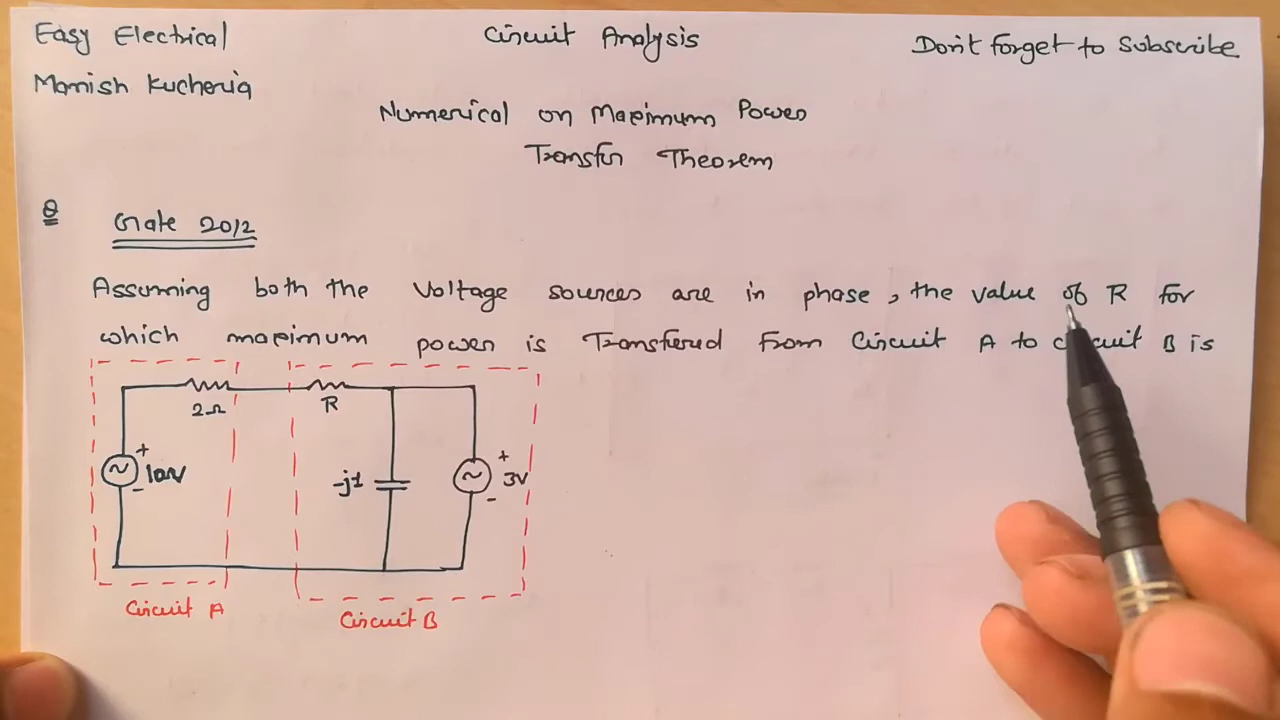 Easy Electrical
Manish Kucheria
Circuit Analysis
Don't Forget to Subscribe
Numerical on Maximum Power
Transfer Theorem
Q
Gate 2012
Assuming both the Voltage sources are in phase, the value of R for
which maximum power is Transferred From Circuit A to circuit B is
2Ω
R
+
10V
-
-j1
+
3V
-
Circuit A
Circuit B